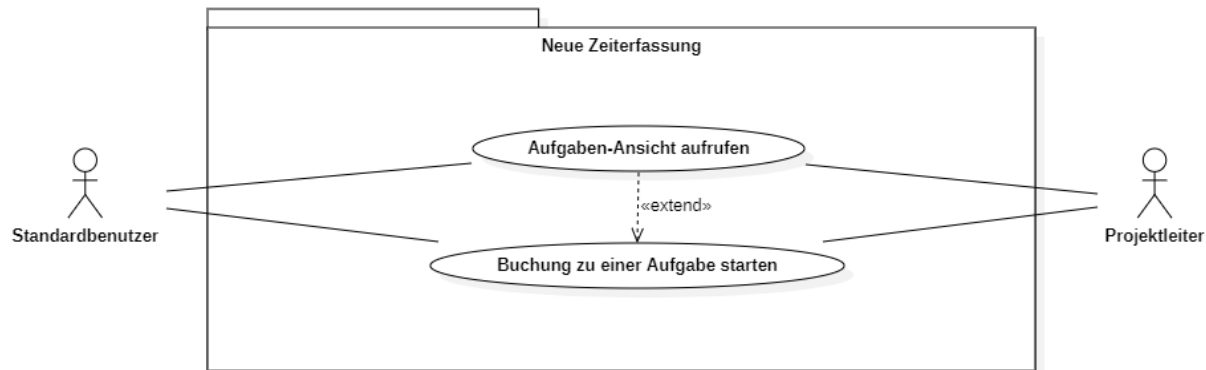 Neue Zeiterfassung
Aufgaben-Ansicht aufrufen
«extend»
Standardbenutzer
Projektleiter
Buchung zu einer Aufgabe starten